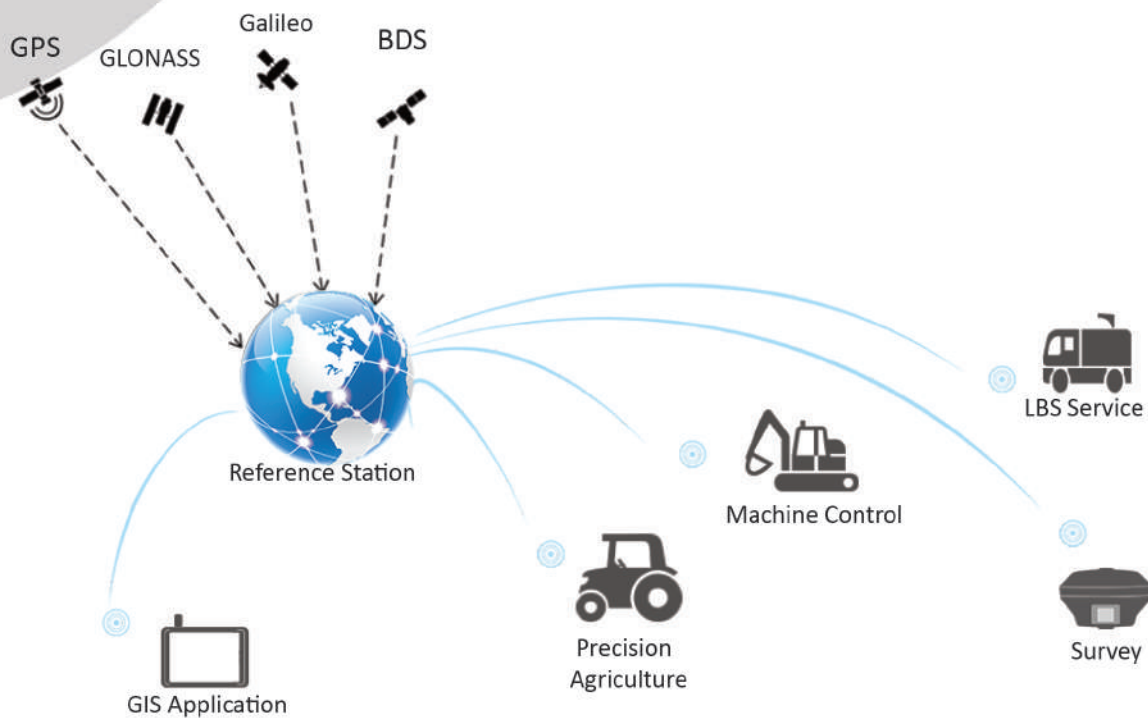 GPS
GLONASS
Galileo
BDS
Reference Station
LBS Service
Machine Control
Survey
Precision
Agriculture
GIS Application